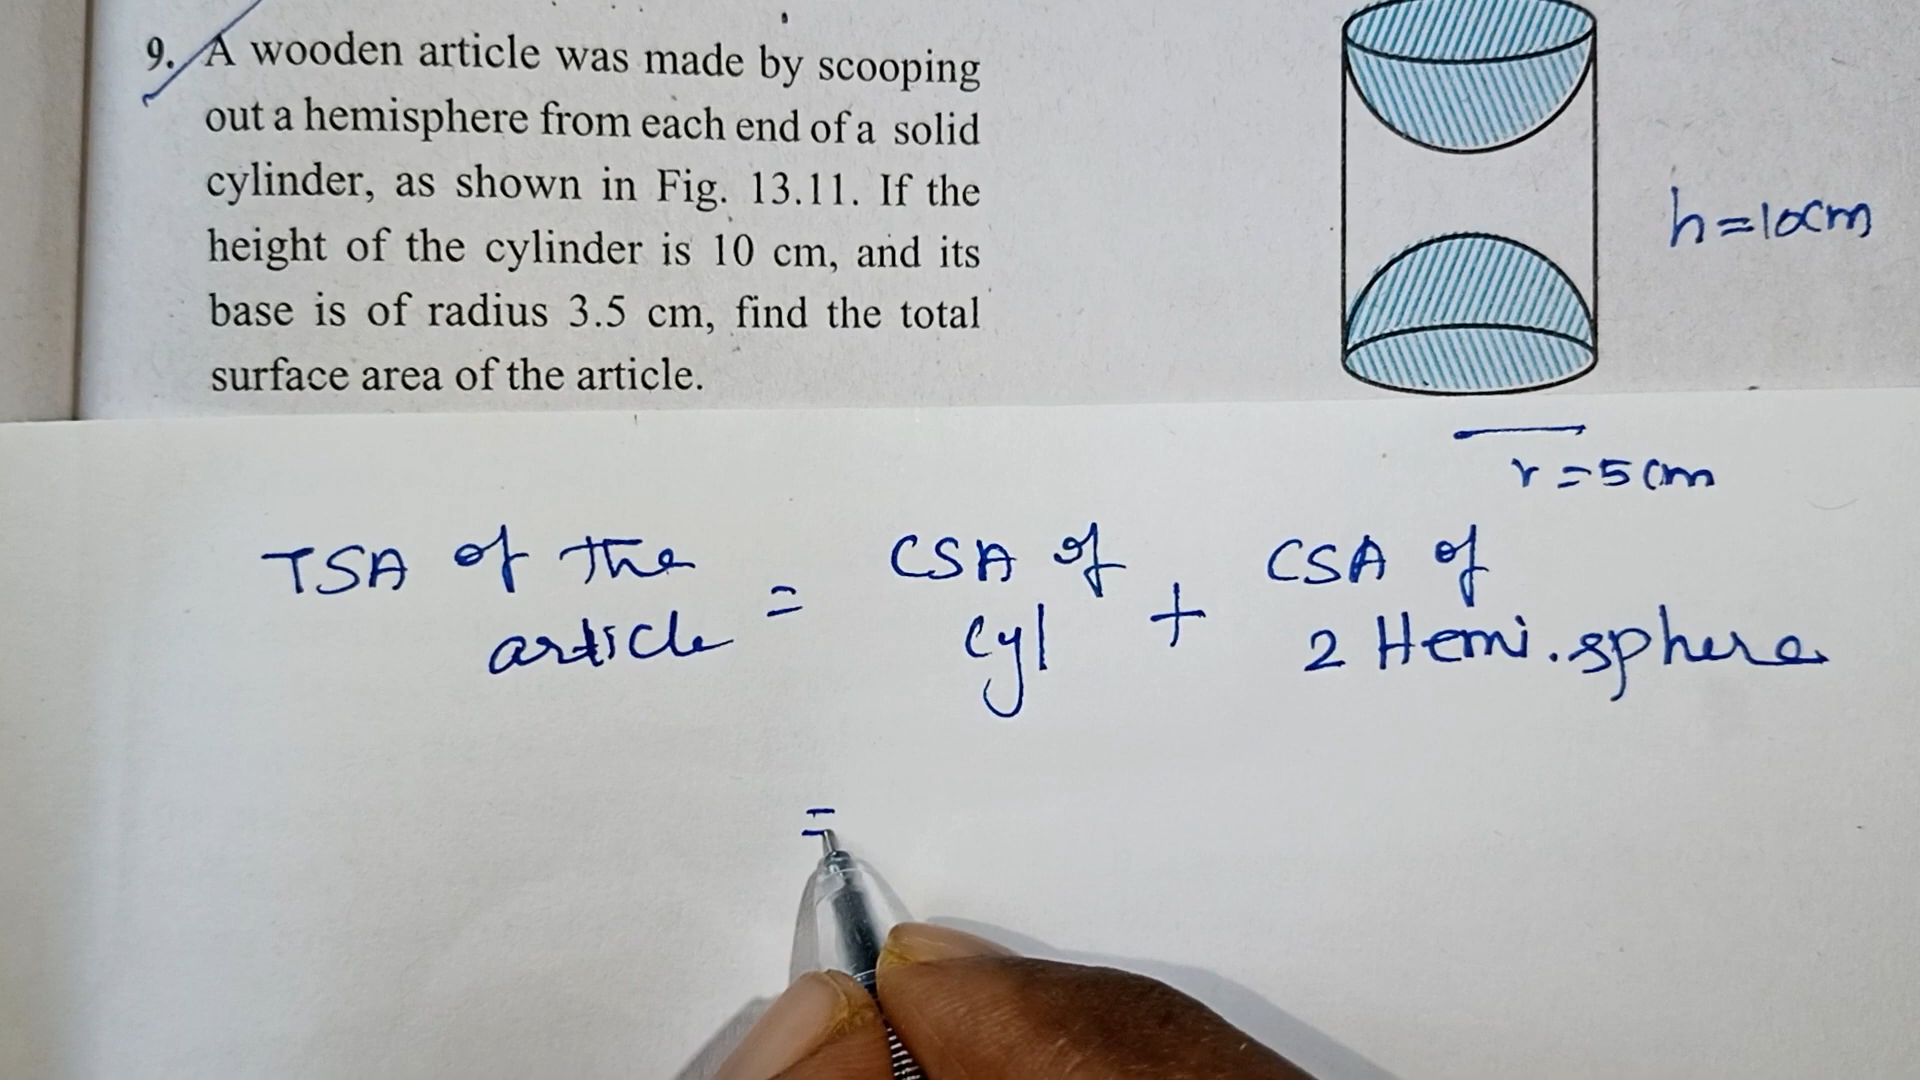 9. A wooden article was made by scooping
out a hemisphere from each end of a solid
cylinder, as shown in Fig. 13.11. If the
height of the cylinder is 10 cm, and its
base is of radius 3.5 cm, find the total
surface area of the article.
h=10cm
r=5cm
TSA of the article = CSA of cyl + CSA of 2 Hemi.sphere
=